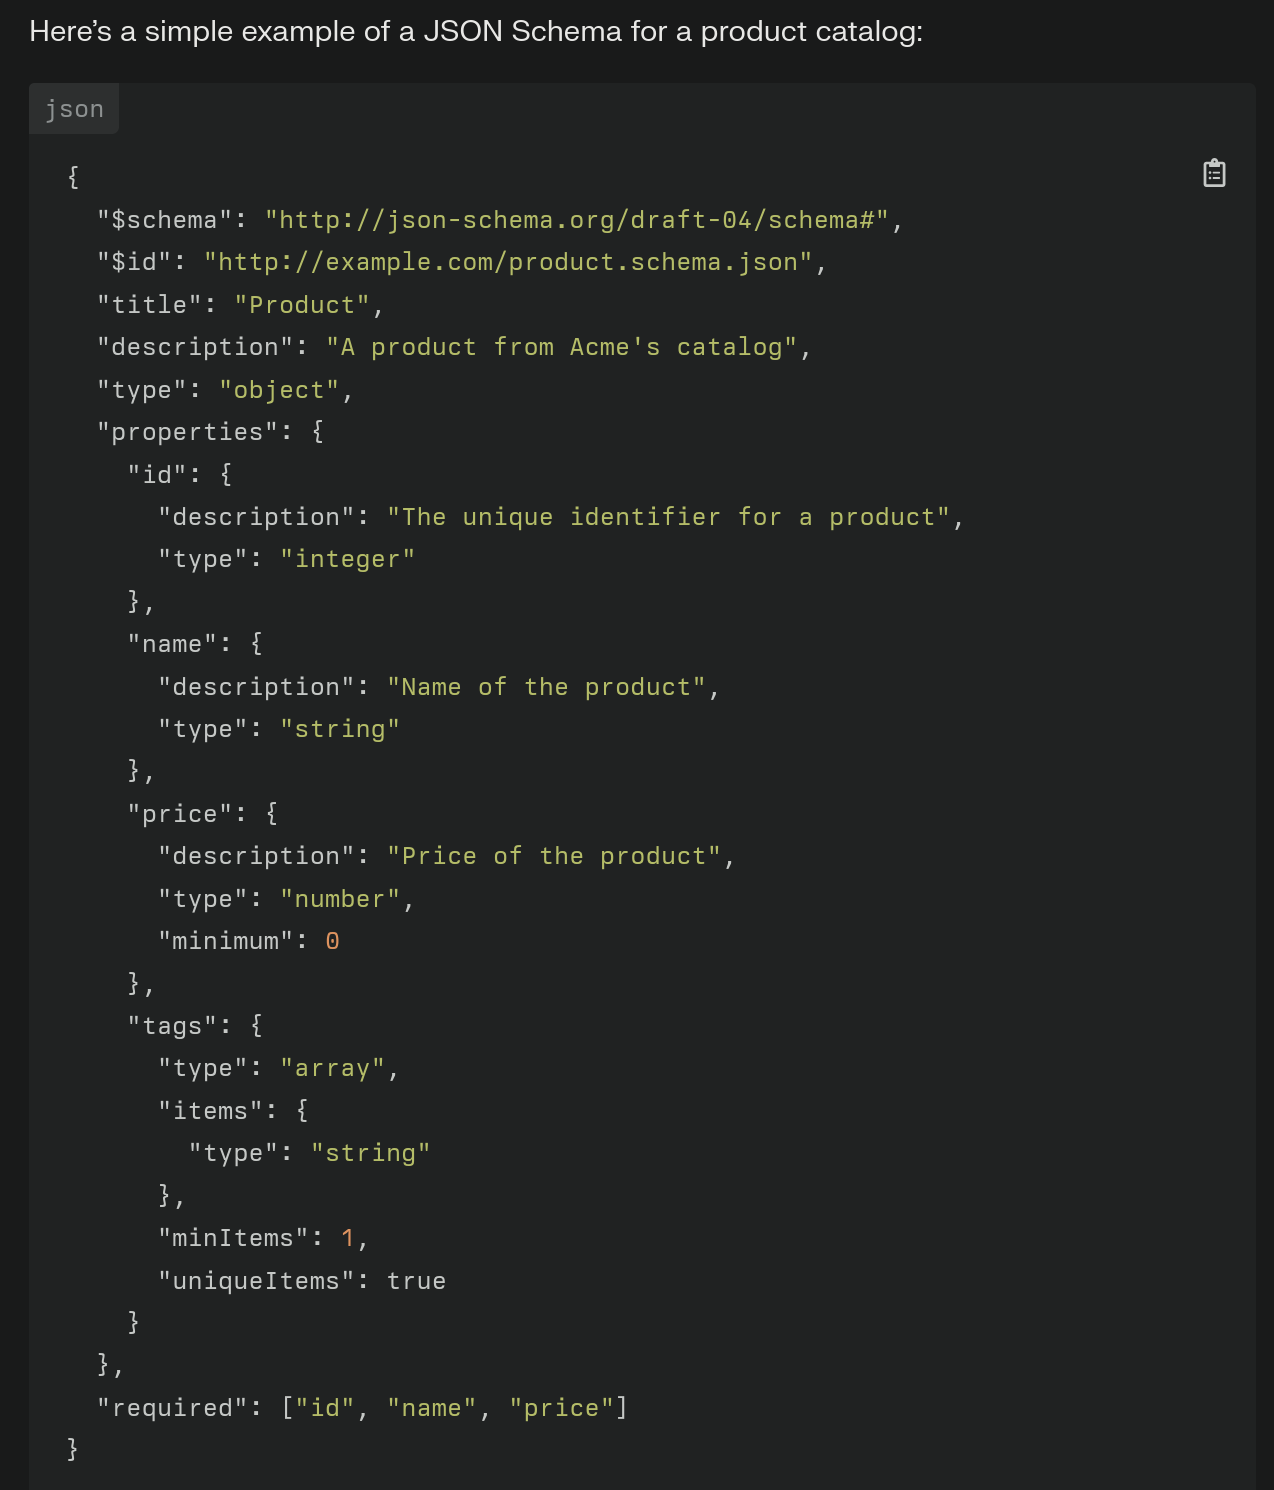 Here’s a simple example of a JSON Schema for a product catalog:
json
{
  "$schema": "http://json-schema.org/draft-04/schema#",
  "$id": "http://example.com/product.schema.json",
  "title": "Product",
  "description": "A product from Acme's catalog",
  "type": "object",
  "properties": {
    "id": {
      "description": "The unique identifier for a product",
      "type": "integer"
    },
    "name": {
      "description": "Name of the product",
      "type": "string"
    },
    "price": {
      "description": "Price of the product",
      "type": "number",
      "minimum": 0
    },
    "tags": {
      "type": "array",
      "items": {
        "type": "string"
      },
      "minItems": 1,
      "uniqueItems": true
    }
  },
  "required": ["id", "name", "price"]
}